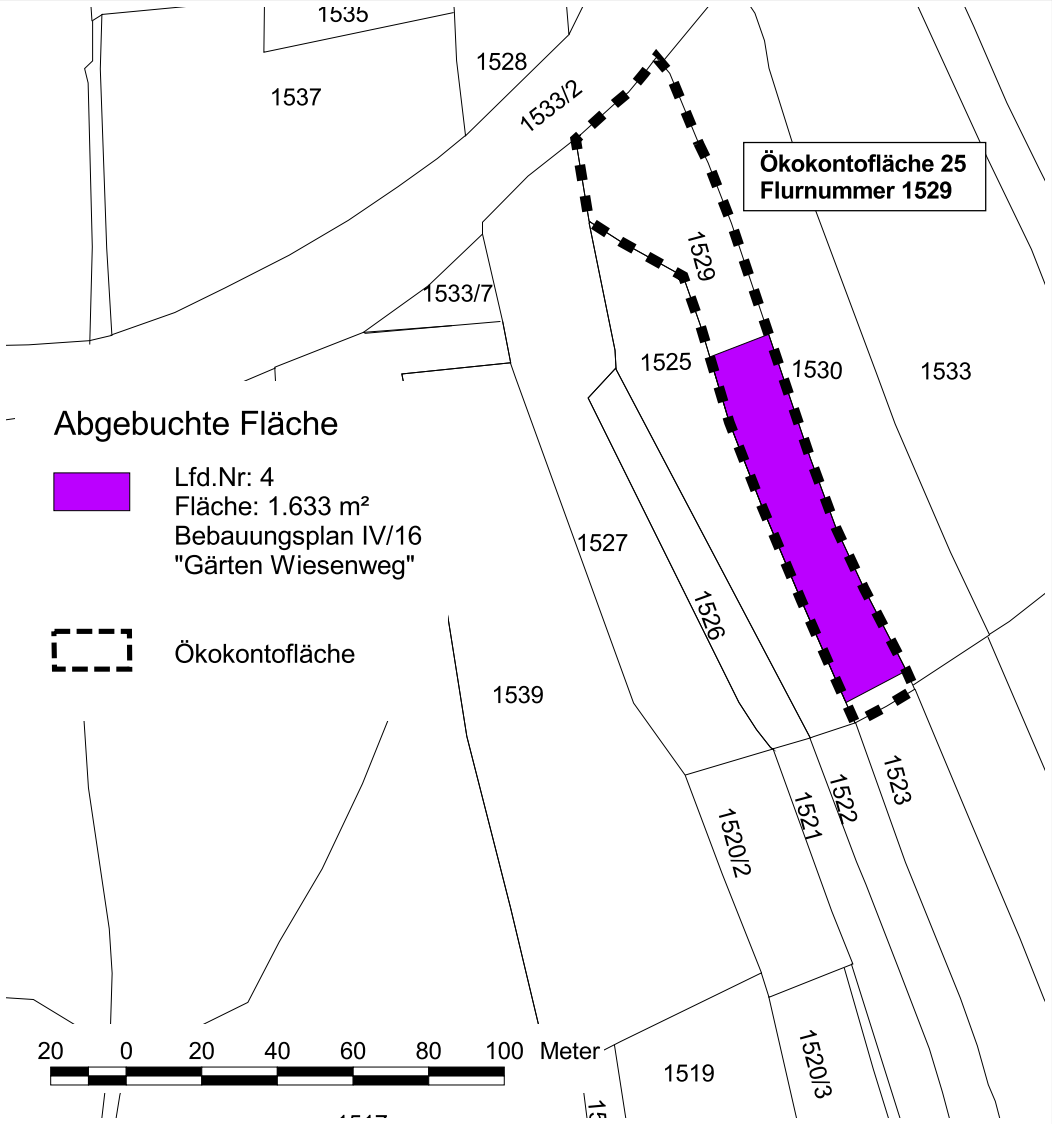 1535
1528
1537
1533/2
Ökokontofläche 25
Flurnummer 1529
1529
1533/7
1525
1530
1533
Abgebuchte Fläche
Lfd.Nr: 4
Fläche: 1.633 m²
Bebauungsplan IV/16
"Gärten Wiesenweg"
Ökokontofläche
1527
1526
1539
1523
1522
1521
1520/2
20 0 20 40 60 80 100 Meter
1519
1520/3
1517